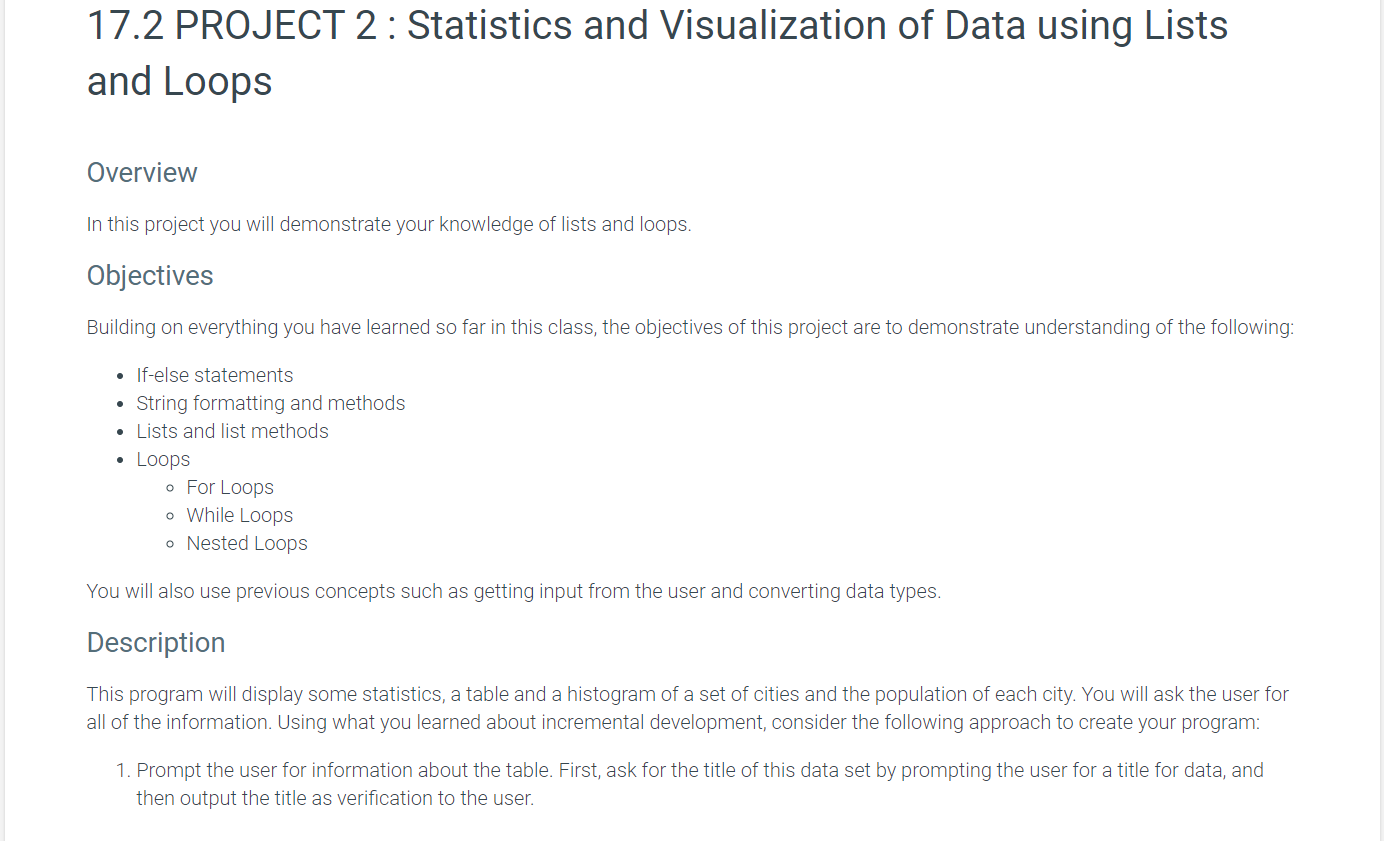 17.2 PROJECT 2 : Statistics and Visualization of Data using Lists
and Loops
Overview
In this project you will demonstrate your knowledge of lists and loops.
Objectives
Building on everything you have learned so far in this class, the objectives of this project are to demonstrate understanding of the following:
• If-else statements
• String formatting and methods
• Lists and list methods
• Loops
◦ For Loops
◦ While Loops
◦ Nested Loops
You will also use previous concepts such as getting input from the user and converting data types.
Description
This program will display some statistics, a table and a histogram of a set of cities and the population of each city. You will ask the user for
all of the information. Using what you learned about incremental development, consider the following approach to create your program:
1. Prompt the user for information about the table. First, ask for the title of this data set by prompting the user for a title for data, and
then output the title as verification to the user.